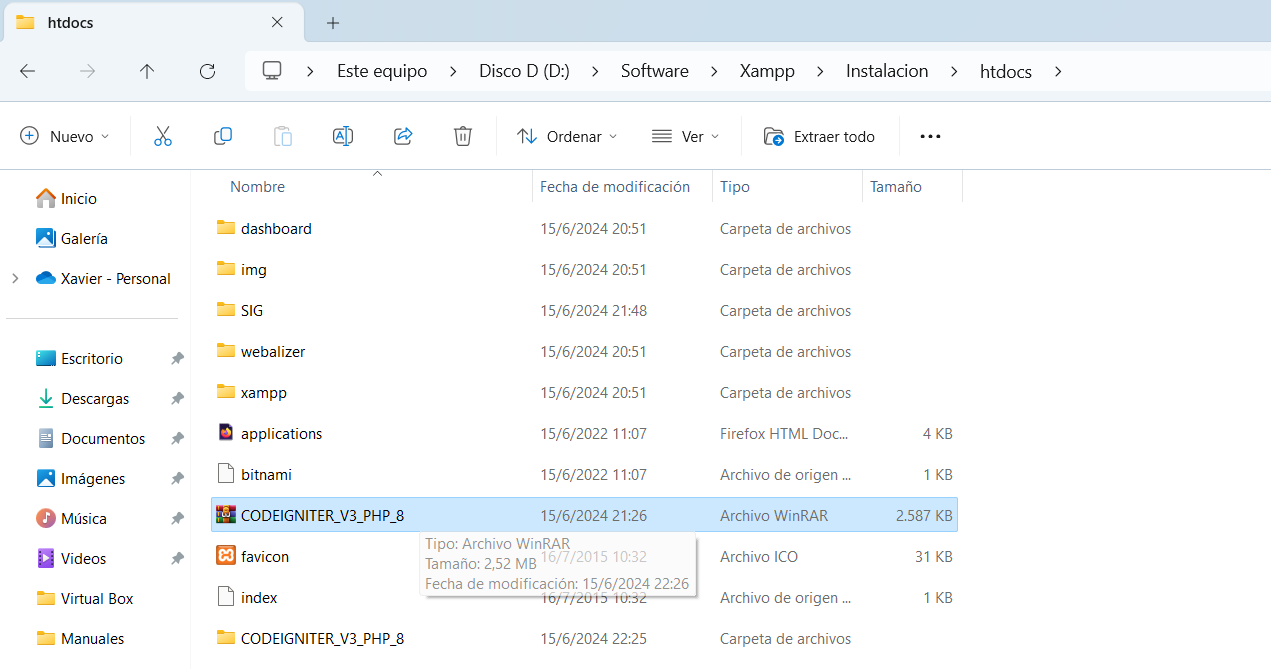 htdocs
Este equipo > Disco D (D:) > Software > Xampp > Instalacion > htdocs >
Nuevo Ordenar Ver Extraer todo
Nombre Fecha de modificación Tipo Tamaño
Inicio
Galería
Xavier - Personal
Escritorio
Descargas
Documentos
Imágenes
Música
Videos
Virtual Box
Manuales
dashboard 15/6/2024 20:51 Carpeta de archivos
img 15/6/2024 20:51 Carpeta de archivos
SIG 15/6/2024 21:48 Carpeta de archivos
webalizer 15/6/2024 20:51 Carpeta de archivos
xampp 15/6/2024 20:51 Carpeta de archivos
applications 15/6/2022 11:07 Firefox HTML Doc... 4 KB
bitnami 15/6/2022 11:07 Archivo de origen ... 1 KB
CODEIGNITER_V3_PHP_8 15/6/2024 21:26 Archivo WinRAR 2.587 KB
Tipo: Archivo WinRAR
Tamaño: 2,52 MB
Fecha de modificación: 15/6/2024 22:26
favicon 16/7/2015 10:32 Archivo ICO 31 KB
index 16/7/2015 10:32 Archivo de origen ... 1 KB
CODEIGNITER_V3_PHP_8 15/6/2024 22:25 Carpeta de archivos